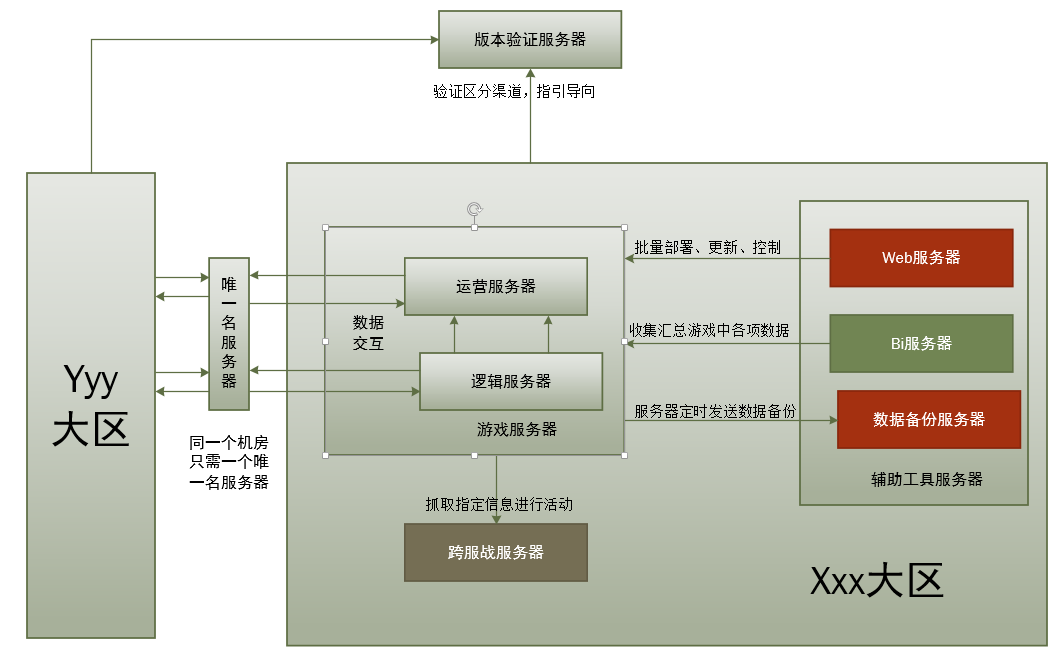 版本验证服务器
验证区分渠道，指引导向
Yyy
大区
唯
一
名
服
务
器
同一个机房
只需一个唯
一名服务器
运营服务器
数据
交互
逻辑服务器
游戏服务器
批量部署、更新、控制
收集汇总游戏中各项数据
服务器定时发送数据备份
Web服务器
Bi服务器
数据备份服务器
辅助工具服务器
抓取指定信息进行活动
跨服战服务器
Xxx大区